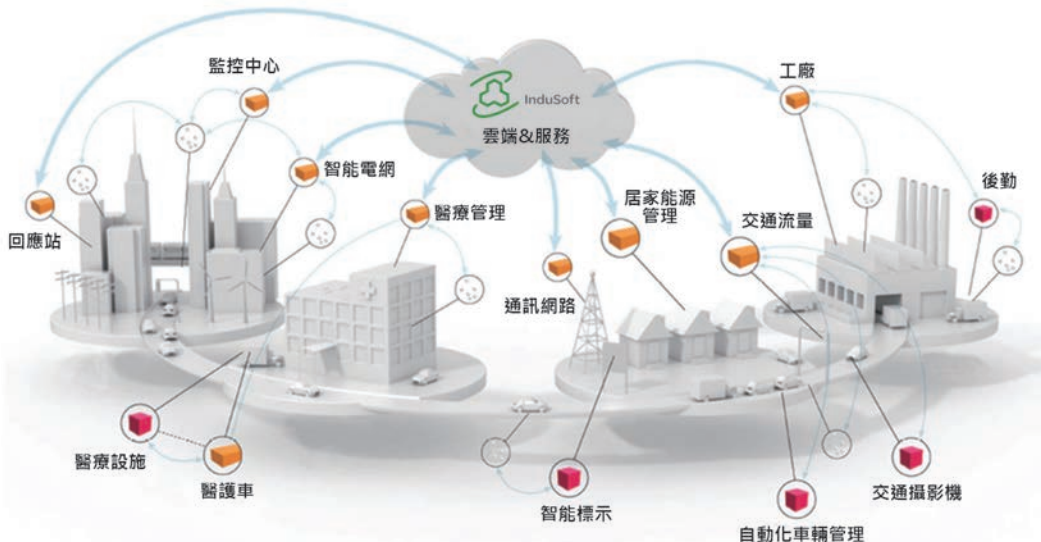 監控中心
InduSoft
雲端&服務
工廠
智能電網
居家能源
管理
後勤
醫療管理
交通流量
回應站
通訊網路
醫療設施
醫護車
智能標示
交通攝影機
自動化車輛管理